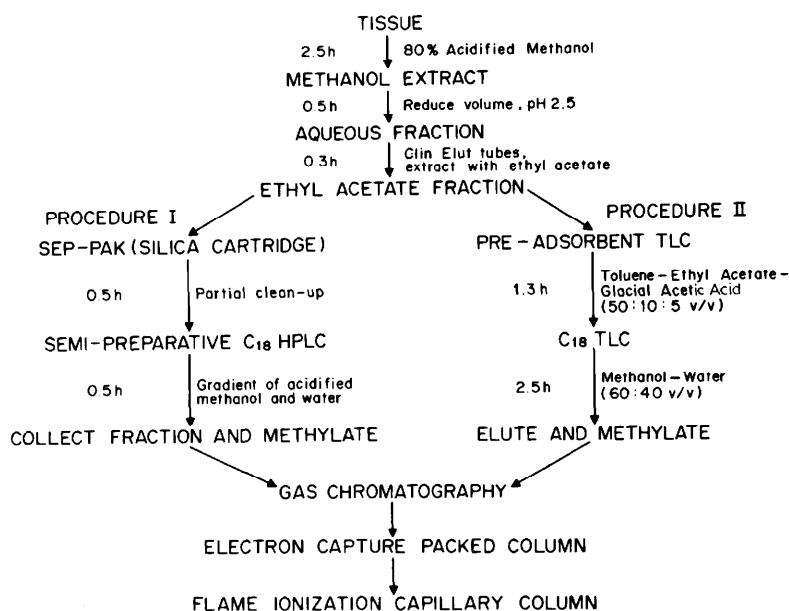 TISSUE
2.5h 80% Acidified Methanol
METHANOL EXTRACT
0.5h Reduce volume, pH 2.5
AQUEOUS FRACTION
0.3h Clin Elut tubes,
extract with ethyl acetate
ETHYL ACETATE FRACTION
PROCEDURE I
SEP-PAK (SILICA CARTRIDGE)
0.5h Partial clean-up
SEMI-PREPARATIVE C18 HPLC
0.5h Gradient of acidified
methanol and water
COLLECT FRACTION AND METHYLATE
PROCEDURE II
PRE-ADSORBENT TLC
1.3h Toluene-Ethyl Acetate-
Glacial Acetic Acid
(50:10:5 v/v)
C18 TLC
2.5h Methanol-Water
(60:40 v/v)
ELUTE AND METHYLATE
GAS CHROMATOGRAPHY
ELECTRON CAPTURE PACKED COLUMN
FLAME IONIZATION CAPILLARY COLUMN